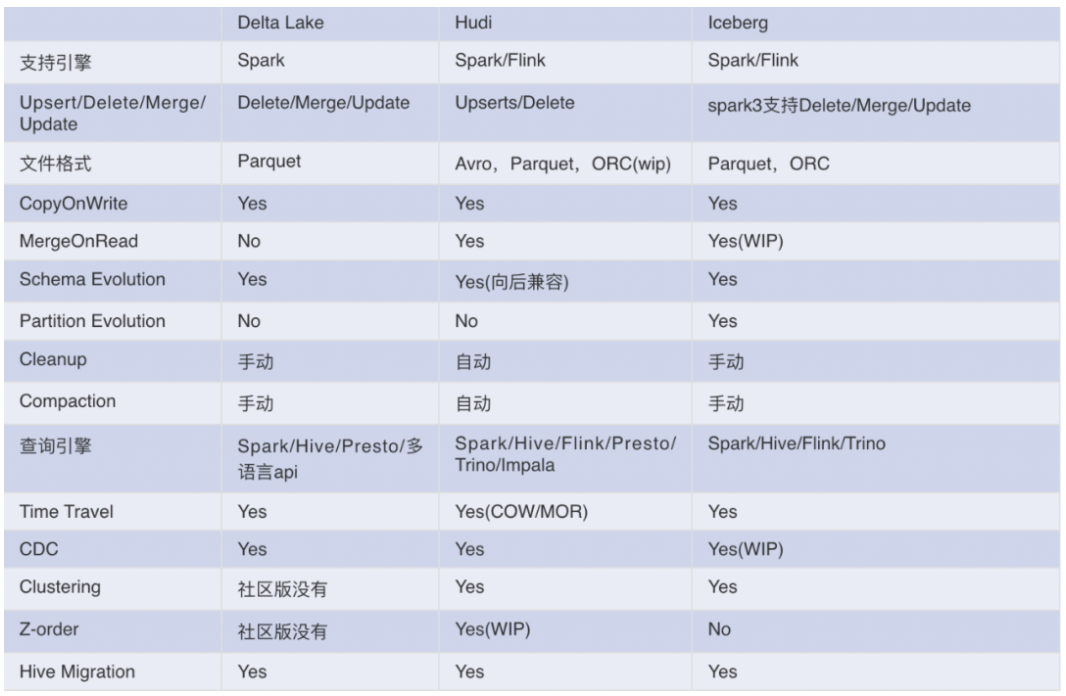 Delta Lake Hudi Iceberg
支持引擎 Spark Spark/Flink Spark/Flink
Upsert/Delete/Merge/ Delete/Merge/Update Upserts/Delete spark3支持Delete/Merge/Update
Update
文件格式 Parquet Avro，Parquet，ORC(wip) Parquet，ORC
CopyOnWrite Yes Yes Yes
MergeOnRead No Yes Yes(WIP)
Schema Evolution Yes Yes(向后兼容) Yes
Partition Evolution No No Yes
Cleanup 手动 自动 手动
Compaction 手动 自动 手动
查询引擎 Spark/Hive/Presto/多 Spark/Hive/Flink/Presto/ Spark/Hive/Flink/Trino
语言api Trino/Impala
Time Travel Yes Yes(COW/MOR) Yes
CDC Yes Yes Yes(WIP)
Clustering 社区版没有 Yes Yes
Z-order 社区版没有 Yes(WIP) No
Hive Migration Yes Yes Yes